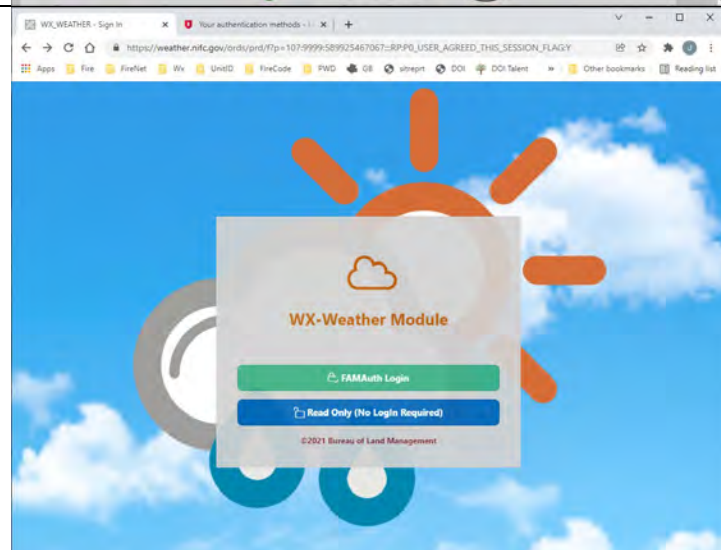 WX_WEATHER - Sign In
Your authentication methods - 
https://weather.nifc.gov/ords/prd/f?p=107:9999:589925467067::RP:P0_USER_AGREED_THIS_SESSION_FLAG:Y
Apps Fire FireNet Wx UnitID FireCode PWD GB sitreprt DOI DOI Talent » Other bookmarks Reading list
WX-Weather Module
FAMAuth Login
Read Only (No Login Required)
©2021 Bureau of Land Management